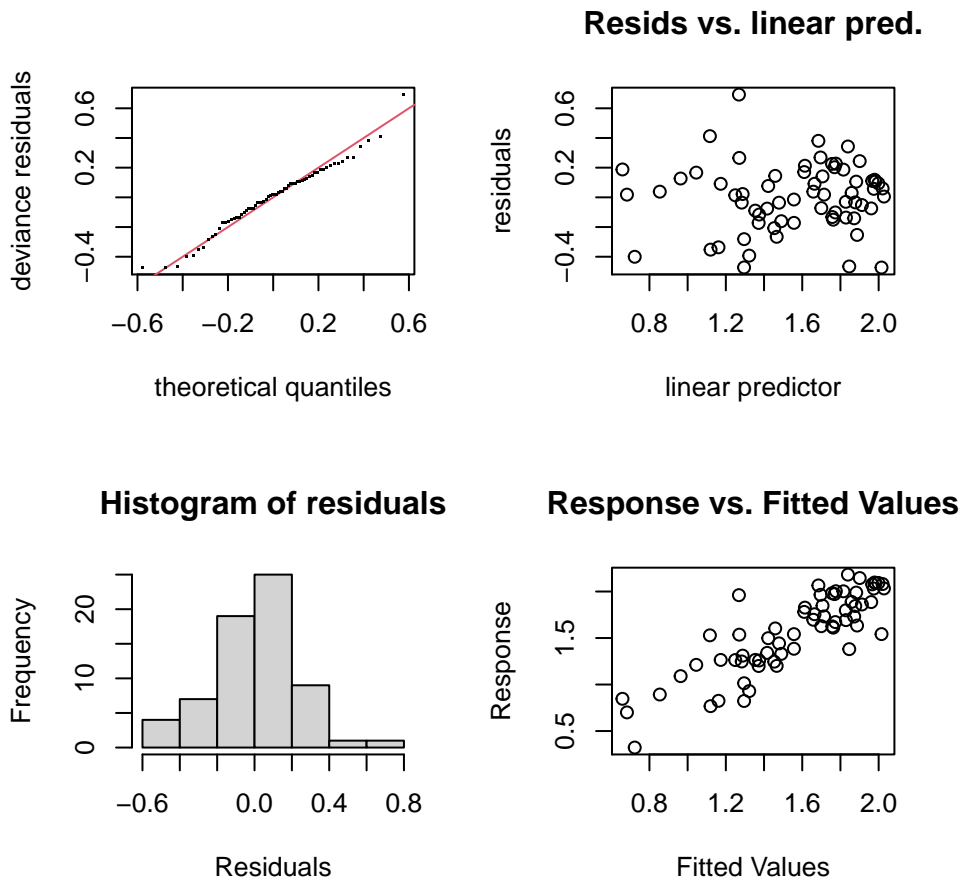 deviance residuals
−0.4 0.2 0.6
−0.6 −0.2 0.2 0.6
theoretical quantiles
Resids vs. linear pred.
residuals
−0.4 0.2 0.6
0.8 1.2 1.6 2.0
linear predictor
Histogram of residuals
Frequency
0 10 20
−0.6 0.0 0.4 0.8
Residuals
Response vs. Fitted Values
Response
0.5 1.5
0.8 1.2 1.6 2.0
Fitted Values